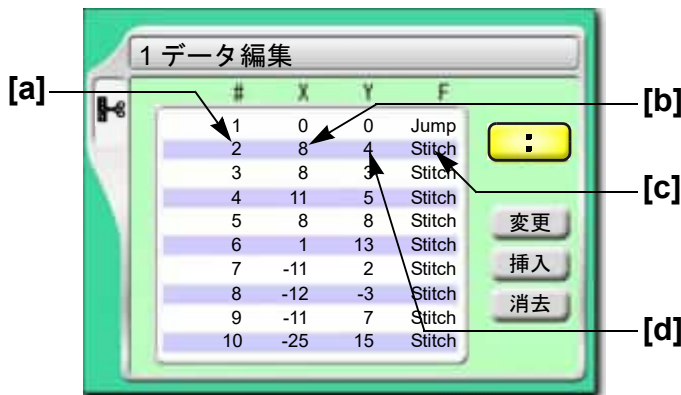 1 データ編集
[a]
# X Y F
[b]
1 0 0 Jump
:
2 8 4 Stitch
3 8 3 Stitch
[c]
4 11 5 Stitch
5 8 8 Stitch
変更
6 1 13 Stitch
7 -11 2 Stitch
挿入
8 -12 -3 Stitch
消去
9 -11 7 Stitch
[d]
10 -25 15 Stitch